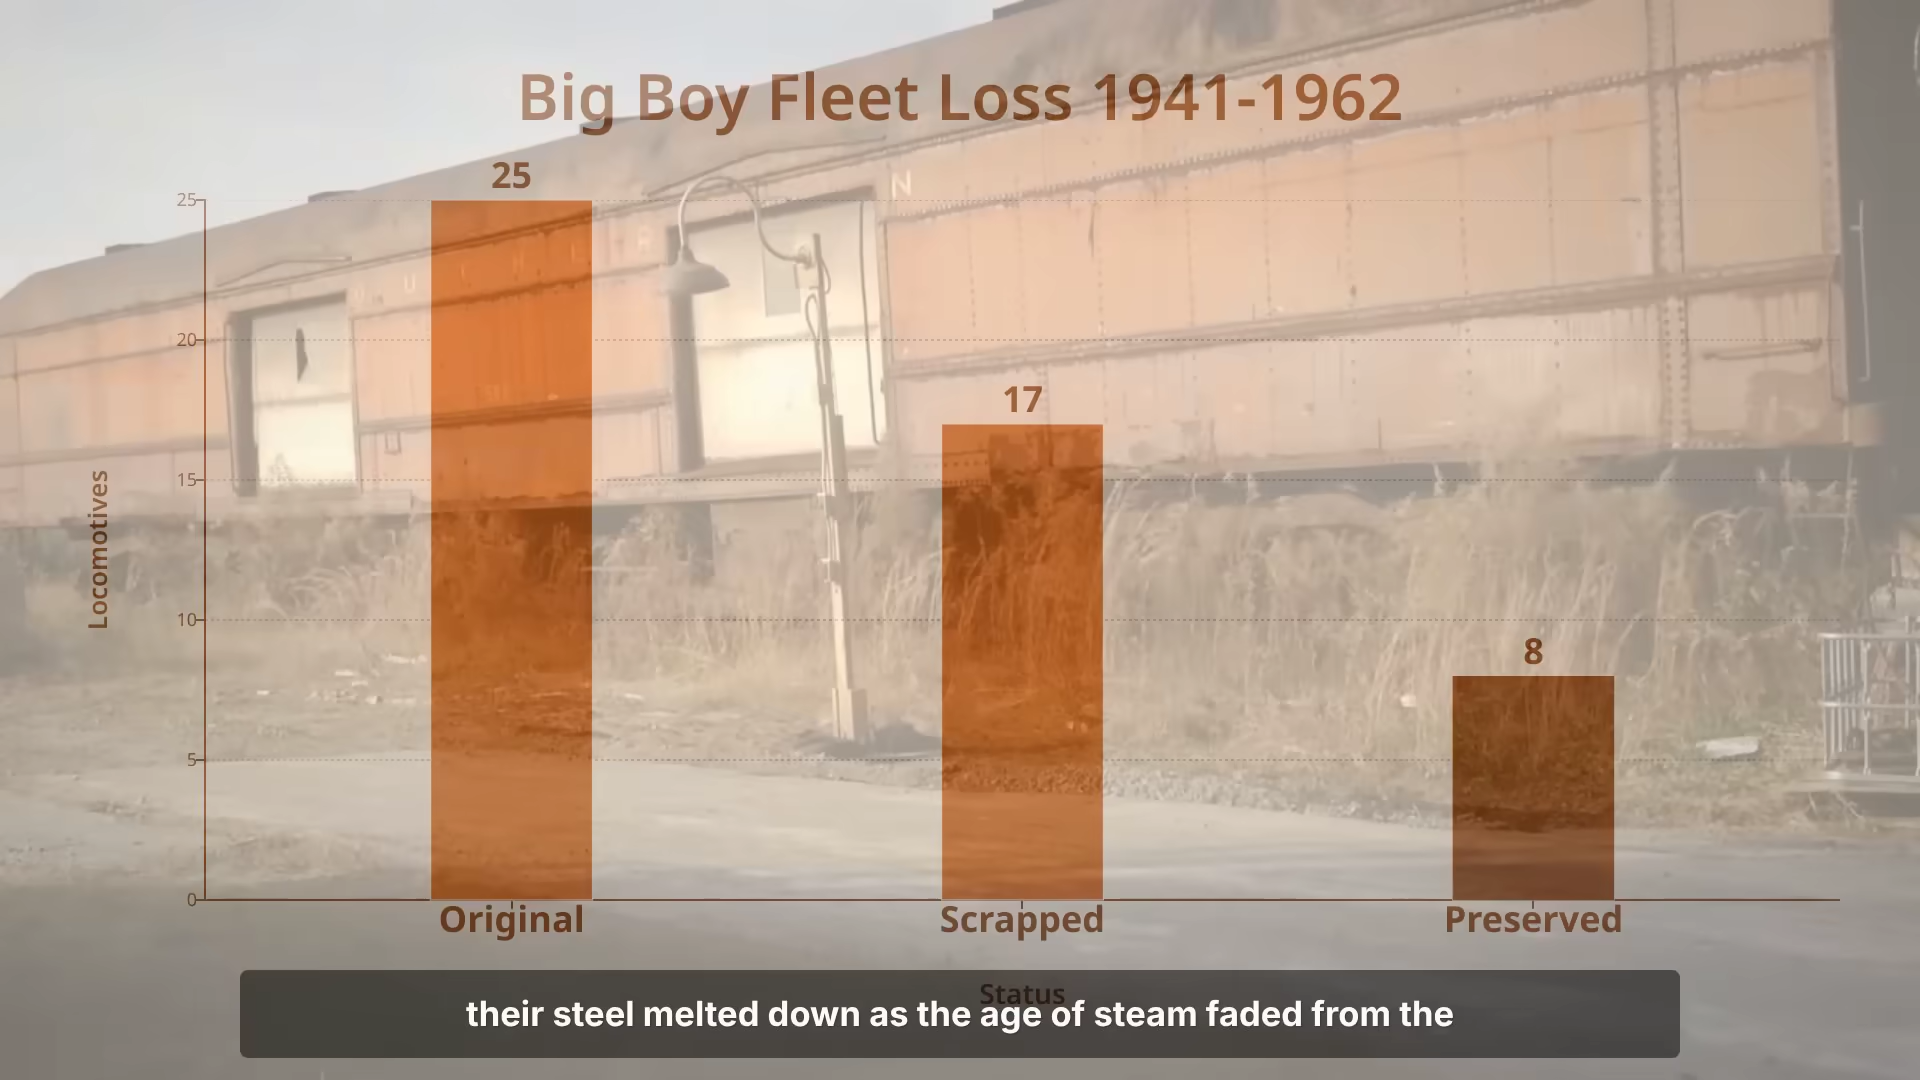 Big Boy Fleet Loss 1941-1962
25
17
8
25
20
15
10
5
0
Locomotives
Original
Scrapped
Preserved
Status
their steel melted down as the age of steam faded from the